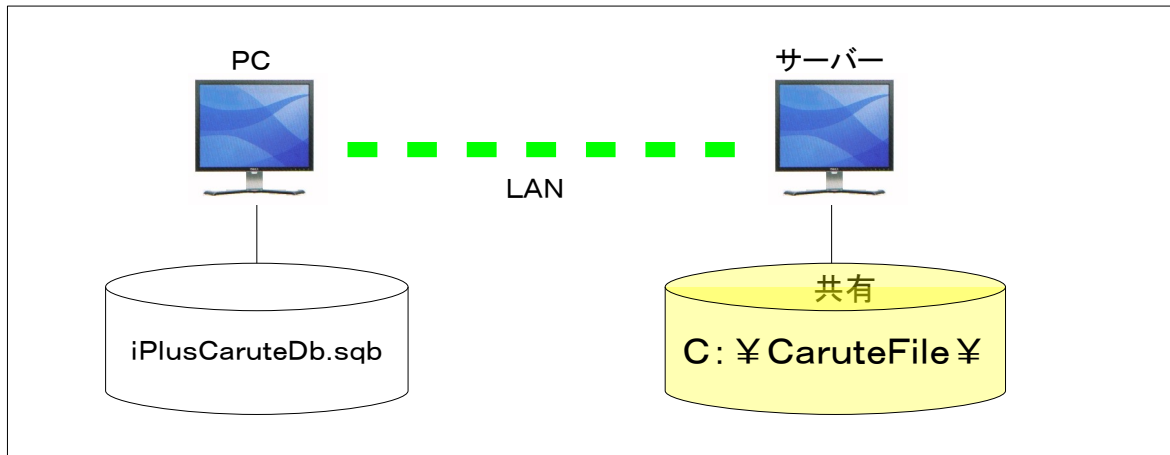 PC
サーバー
LAN
共有
iPlusCaruteDb.sqb
C:￥CaruteFile￥